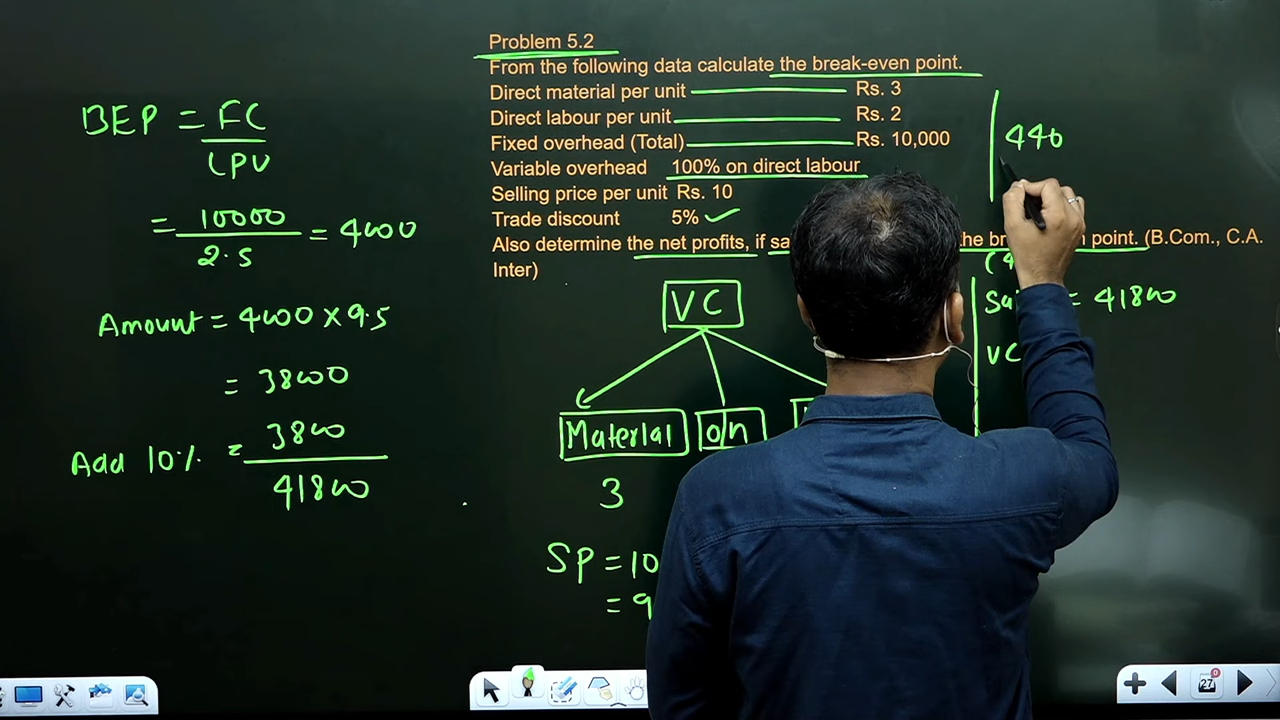 Problem 5.2
From the following data calculate the break-even point.
Direct material per unit Rs. 3
Direct labour per unit Rs. 2
Fixed overhead (Total) Rs. 10,000
Variable overhead 100% on direct labour
Selling price per unit Rs. 10
Trade discount 5% ✓
Also determine the net profits, if point. (B.Com., C.A.
Inter)
BEP = FC
CPU
= 10000 = 4000
2.5
Amount = 4000 × 9.5
= 38000
Add 10% = 3800
41800
VC
Material O/H
3
SP = 10
= 9
440
= 41800
VC
27
0